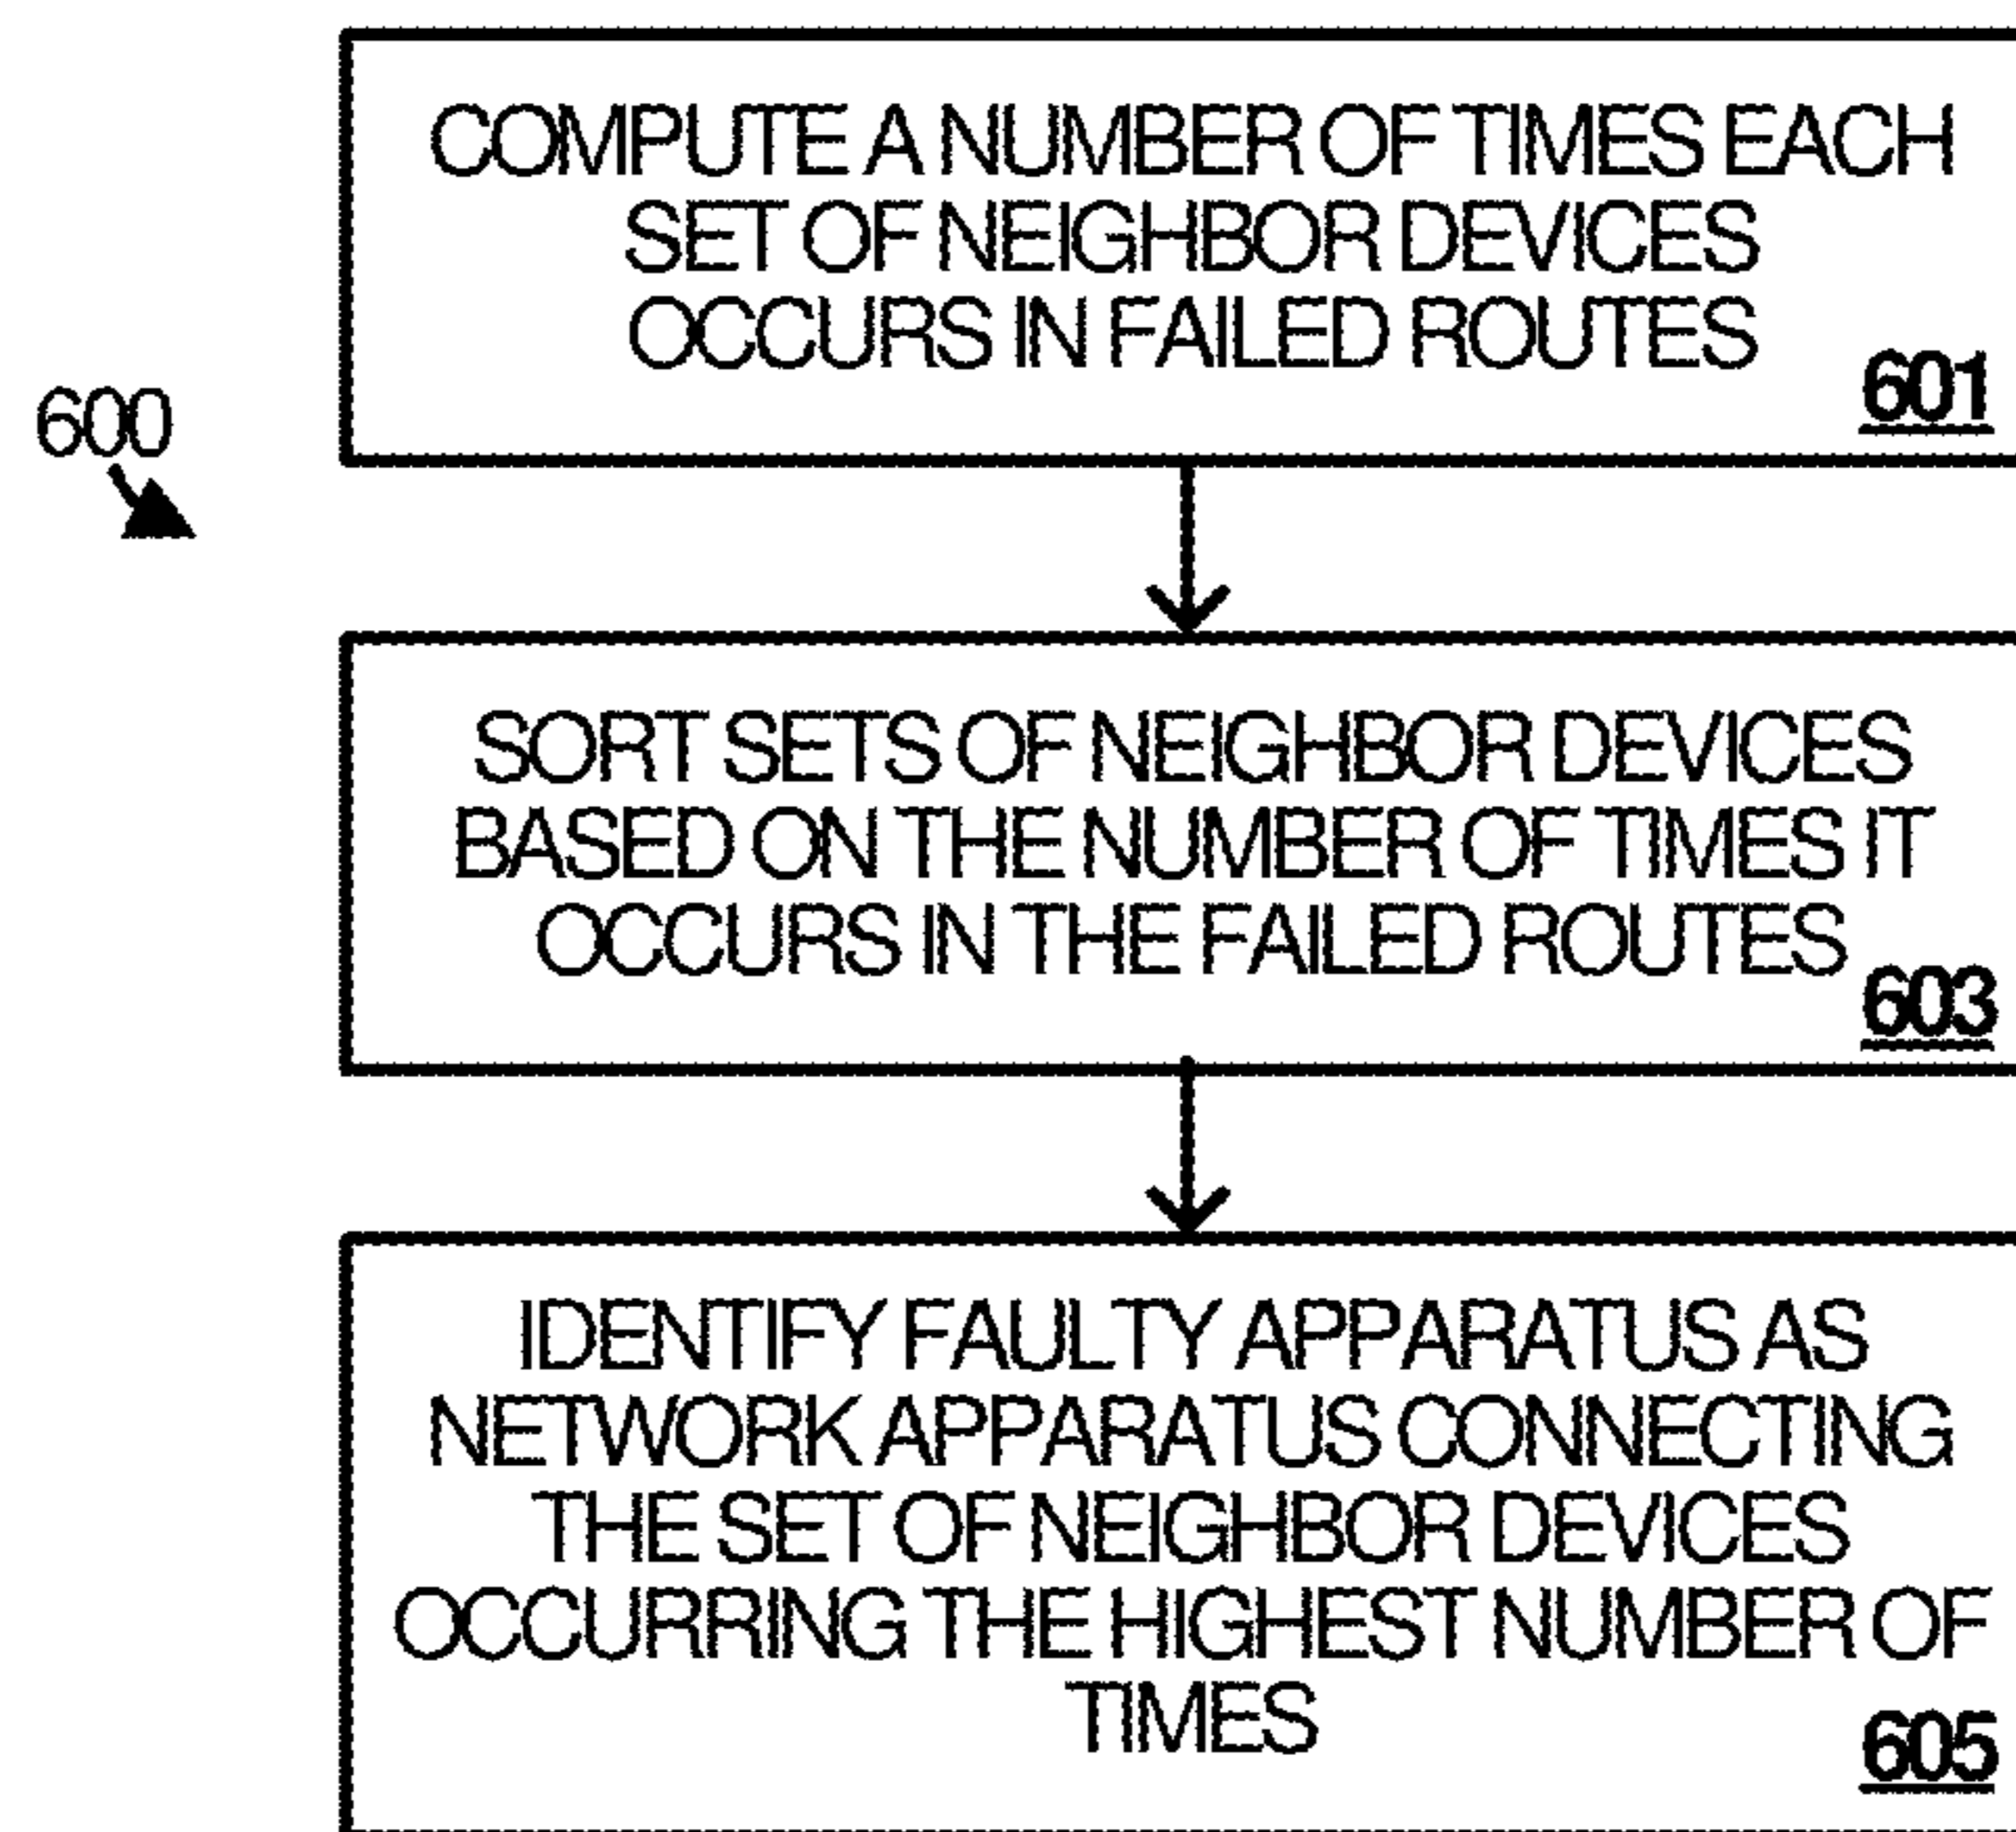 COMPUTE A NUMBER OF TIMES EACH
SET OF NEIGHBOR DEVICES
OCCURS IN FAILED ROUTES
601
600
SORT SETS OF NEIGHBOR DEVICES
BASED ON THE NUMBER OF TIMES IT
OCCURS IN THE FAILED ROUTES
603
IDENTIFY FAULTY APPARATUS AS
NETWORK APPARATUS CONNECTING
THE SET OF NEIGHBOR DEVICES
OCCURRING THE HIGHEST NUMBER OF
TIMES
605